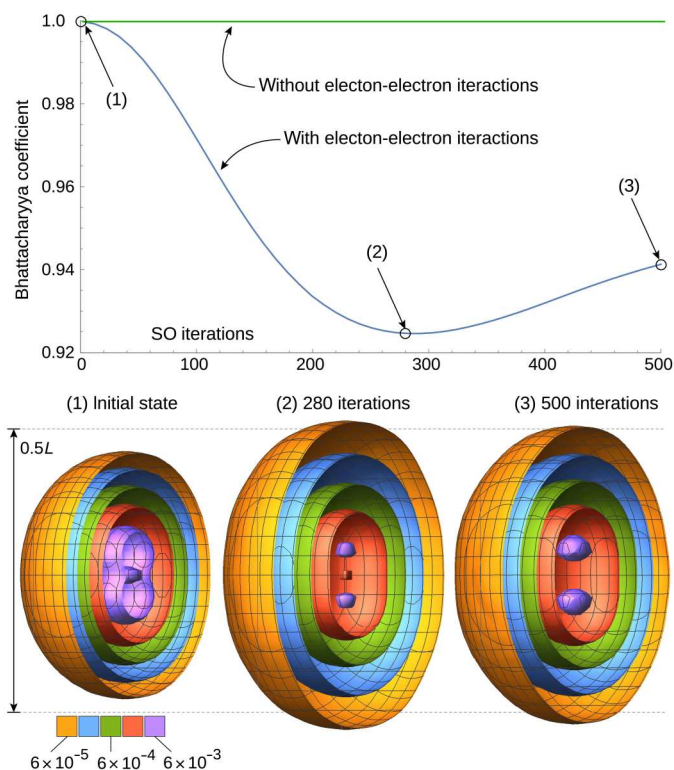 Bhattacharyya coefficient
1.0
0.98
0.96
0.94
0.92
(1)
Without electon-electron iteractions
With electon-electron iteractions
(2)
(3)
SO iterations
0
100
200
300
400
500
(1) Initial state
(2) 280 iterations
(3) 500 interations
0.5L
6×10⁻⁵
6×10⁻⁴
6×10⁻³